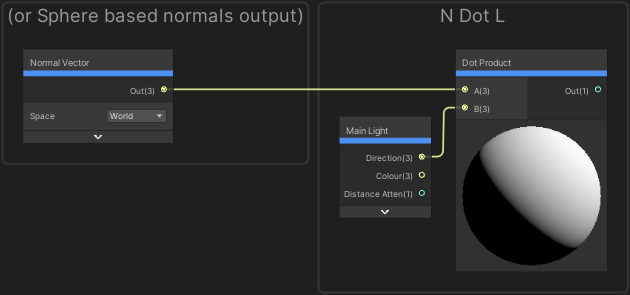 (or Sphere based normals output)
N Dot L
Normal Vector
Out(3)
Space
World
Main Light
Direction(3)
Colour(3)
Distance Atten(1)
Dot Product
A(3)
Out(1)
B(3)